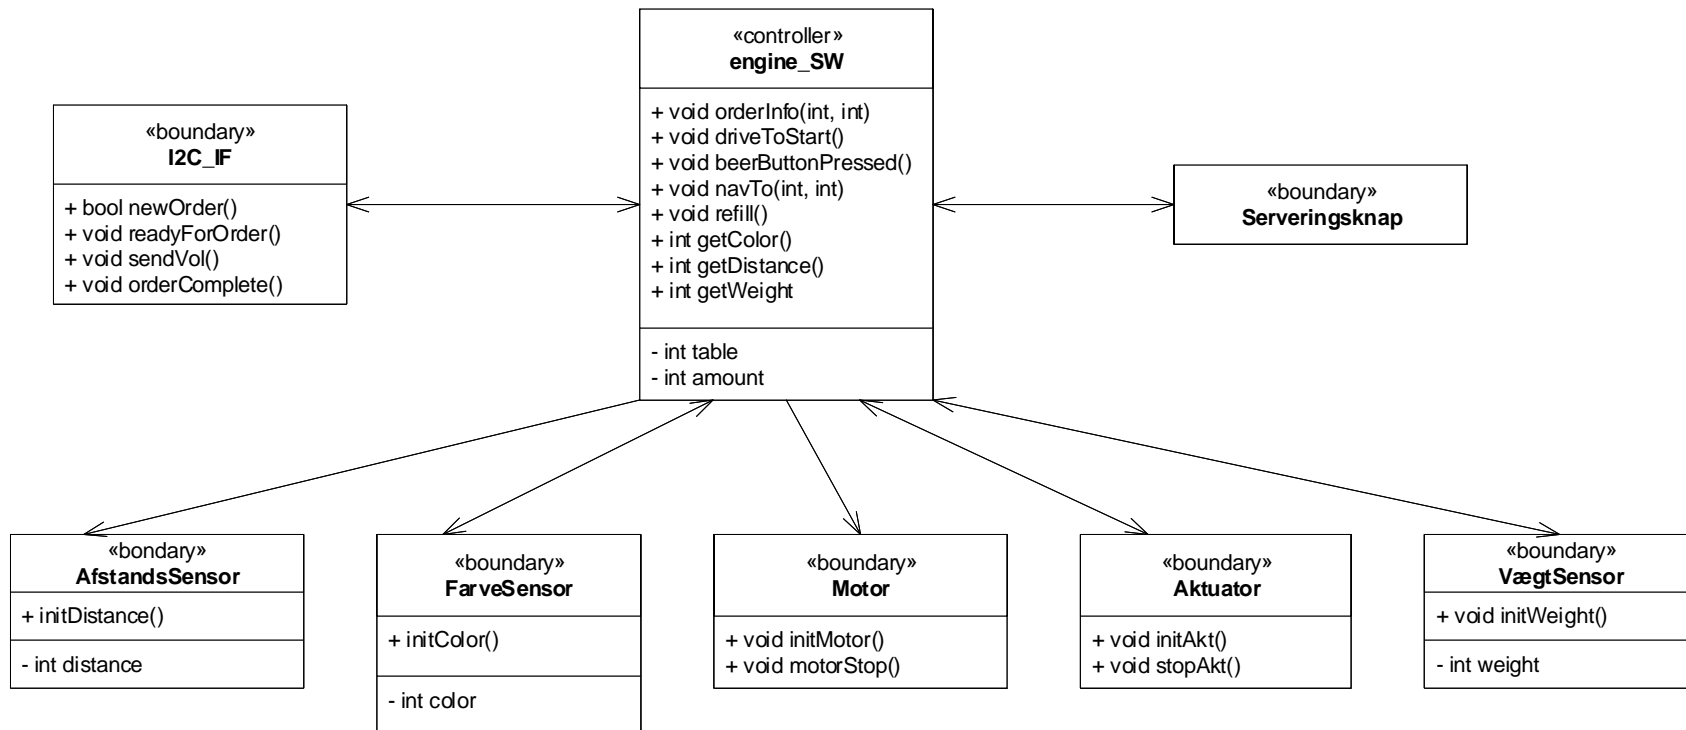 «controller»
engine_SW
+ void orderInfo(int, int)
+ void driveToStart()
+ void beerButtonPressed()
+ void navTo(int, int)
+ void refill()
+ int getColor()
+ int getDistance()
+ int getWeight
- int table
- int amount
«boundary»
I2C_IF
+ bool newOrder()
+ void readyForOrder()
+ void sendVol()
+ void orderComplete()
«boundary»
Serveringsknap
«bondary»
AfstandsSensor
+ initDistance()
- int distance
«boundary»
FarveSensor
+ initColor()
- int color
«boundary»
Motor
+ void initMotor()
+ void motorStop()
«boundary»
Aktuator
+ void initAkt()
+ void stopAkt()
«boundary»
VægtSensor
+ void initWeight()
- int weight